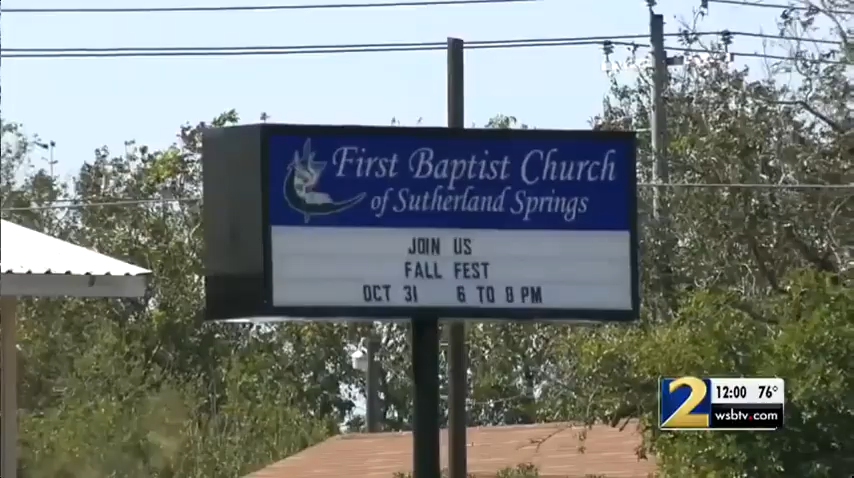 First Baptist Church
of Sutherland Springs
JOIN US
FALL FEST
OCT 31 6 TO 8 PM
2 12:00 76°
wsbtv.com